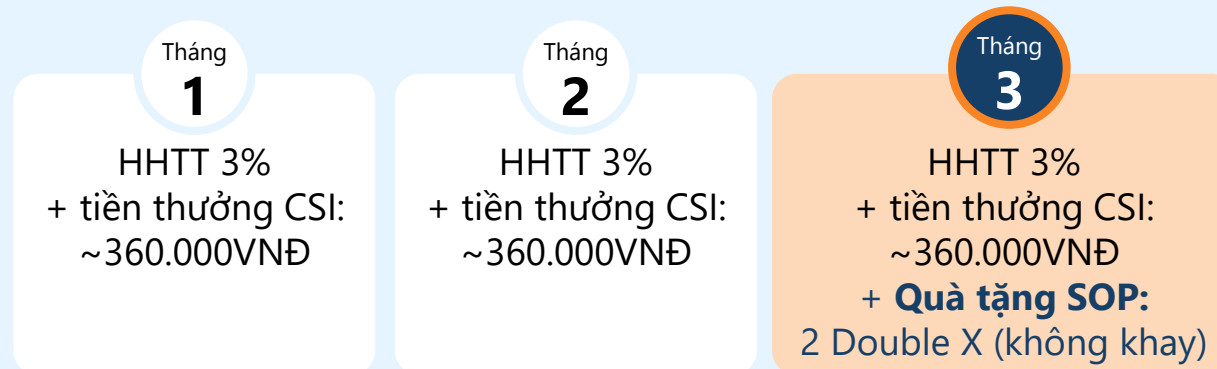 Tháng
1
HHTT 3%
+ tiền thưởng CSI:
~360.000VNĐ
Tháng
2
HHTT 3%
+ tiền thưởng CSI:
~360.000VNĐ
Tháng
3
HHTT 3%
+ tiền thưởng CSI:
~360.000VNĐ
+ Quà tặng SOP:
2 Double X (không khay)